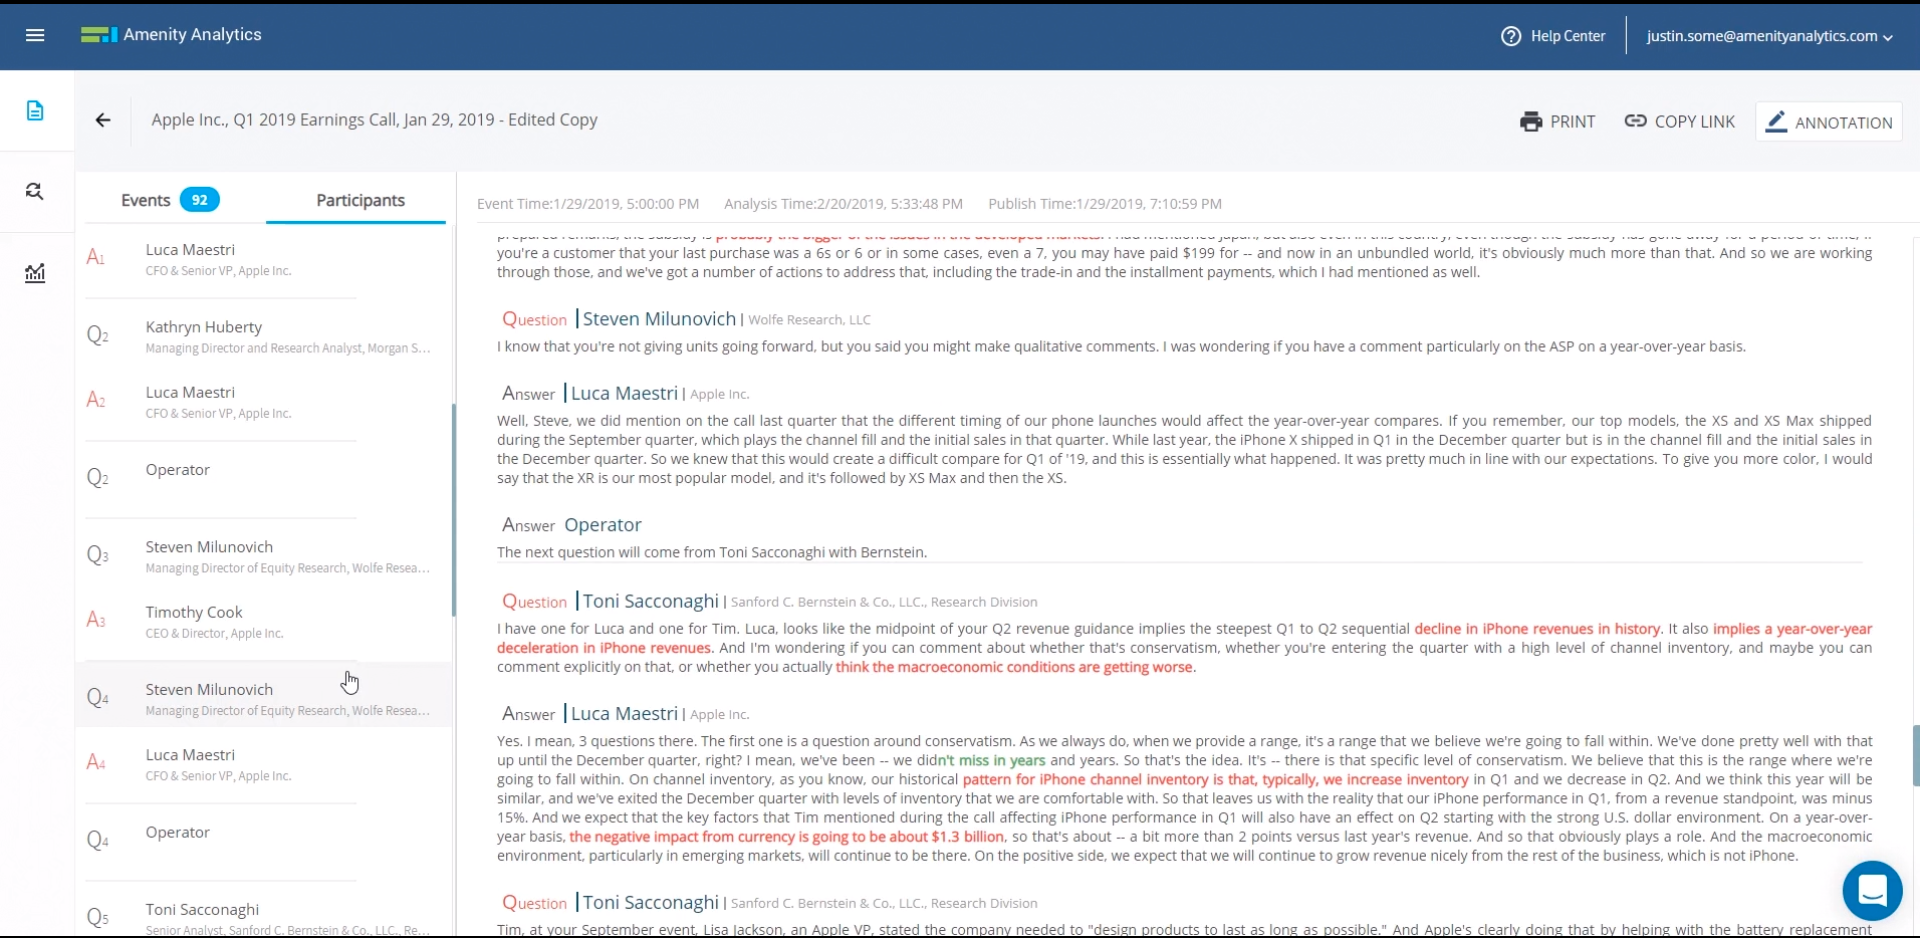 Amenity Analytics
Help Center
justin.some@amenityanalytics.com
Apple Inc., Q1 2019 Earnings Call, Jan 29, 2019 - Edited Copy
PRINT
COPY LINK
ANNOTATION
Events 92
Participants
A1 Luca Maestri
CFO & Senior VP, Apple Inc.
Q2 Kathryn Huberty
Managing Director and Research Analyst, Morgan S...
A2 Luca Maestri
CFO & Senior VP, Apple Inc.
Q2 Operator
Q3 Steven Milunovich
Managing Director of Equity Research, Wolfe Resea...
A3 Timothy Cook
CEO & Director, Apple Inc.
Q4 Steven Milunovich
Managing Director of Equity Research, Wolfe Resea...
A4 Luca Maestri
CFO & Senior VP, Apple Inc.
Q4 Operator
Q5 Toni Sacconaghi
Senior Analyst, Sanford C. Bernstein & Co., LLC., Re...
Event Time:1/29/2019, 5:00:00 PM Analysis Time:2/20/2019, 5:33:48 PM Publish Time:1/29/2019, 7:10:59 PM
prepared remarks, the subsidy is probably the bigger of the issues in the developed markets. I had mentioned Japan, but also even in this country, even though the subsidy has gone away for a period of time, if
you're a customer that your last purchase was a 6s or 6 or in some cases, even a 7, you may have paid $199 for -- and now in an unbundled world, it's obviously much more than that. And so we are working
through those, and we've got a number of actions to address that, including the trade-in and the installment payments, which I had mentioned as well.
Question | Steven Milunovich | Wolfe Research, LLC
I know that you're not giving units going forward, but you said you might make qualitative comments. I was wondering if you have a comment particularly on the ASP on a year-over-year basis.
Answer | Luca Maestri | Apple Inc.
Well, Steve, we did mention on the call last quarter that the different timing of our phone launches would affect the year-over-year compares. If you remember, our top models, the XS and XS Max shipped
during the September quarter, which plays the channel fill and the initial sales in that quarter. While last year, the iPhone X shipped in Q1 in the December quarter but is in the channel fill and the initial sales in
the December quarter. So we knew that this would create a difficult compare for Q1 of '19, and this is essentially what happened. It was pretty much in line with our expectations. To give you more color, I would
say that the XR is our most popular model, and it's followed by XS Max and then the XS.
Answer Operator
The next question will come from Toni Sacconaghi with Bernstein.
Question | Toni Sacconaghi | Sanford C. Bernstein & Co., LLC., Research Division
I have one for Luca and one for Tim. Luca, looks like the midpoint of your Q2 revenue guidance implies the steepest Q1 to Q2 sequential decline in iPhone revenues in history. It also implies a year-over-year
deceleration in iPhone revenues. And I'm wondering if you can comment about whether that's conservatism, whether you're entering the quarter with a high level of channel inventory, and maybe you can
comment explicitly on that, or whether you actually think the macroeconomic conditions are getting worse.
Answer | Luca Maestri | Apple Inc.
Yes. I mean, 3 questions there. The first one is a question around conservatism. As we always do, when we provide a range, it's a range that we believe we're going to fall within. We've done pretty well with that
up until the December quarter, right? I mean, we've been -- we didn't miss in years and years. So that's the idea. It's -- there is that specific level of conservatism. We believe that this is the range where we're
going to fall within. On channel inventory, as you know, our historical pattern for iPhone channel inventory is that, typically, we increase inventory in Q1 and we decrease in Q2. And we think this year will be
similar, and we've exited the December quarter with levels of inventory that we are comfortable with. So that leaves us with the reality that our iPhone performance in Q1, from a revenue standpoint, was minus
15%. And we expect that the key factors that Tim mentioned during the call affecting iPhone performance in Q1 will also have an effect on Q2 starting with the strong U.S. dollar environment. On a year-over-
year basis, the negative impact from currency is going to be about $1.3 billion, so that's about -- a bit more than 2 points versus last year's revenue. And so that obviously plays a role. And the macroeconomic
environment, particularly in emerging markets, will continue to be there. On the positive side, we expect that we will continue to grow revenue nicely from the rest of the business, which is not iPhone.
Question | Toni Sacconaghi | Sanford C. Bernstein & Co., LLC., Research Division
Tim, at your September event, Lisa Jackson, an Apple VP, stated the company needed to "design products to last as long as possible." And Apple's clearly doing that by helping with the battery replacement